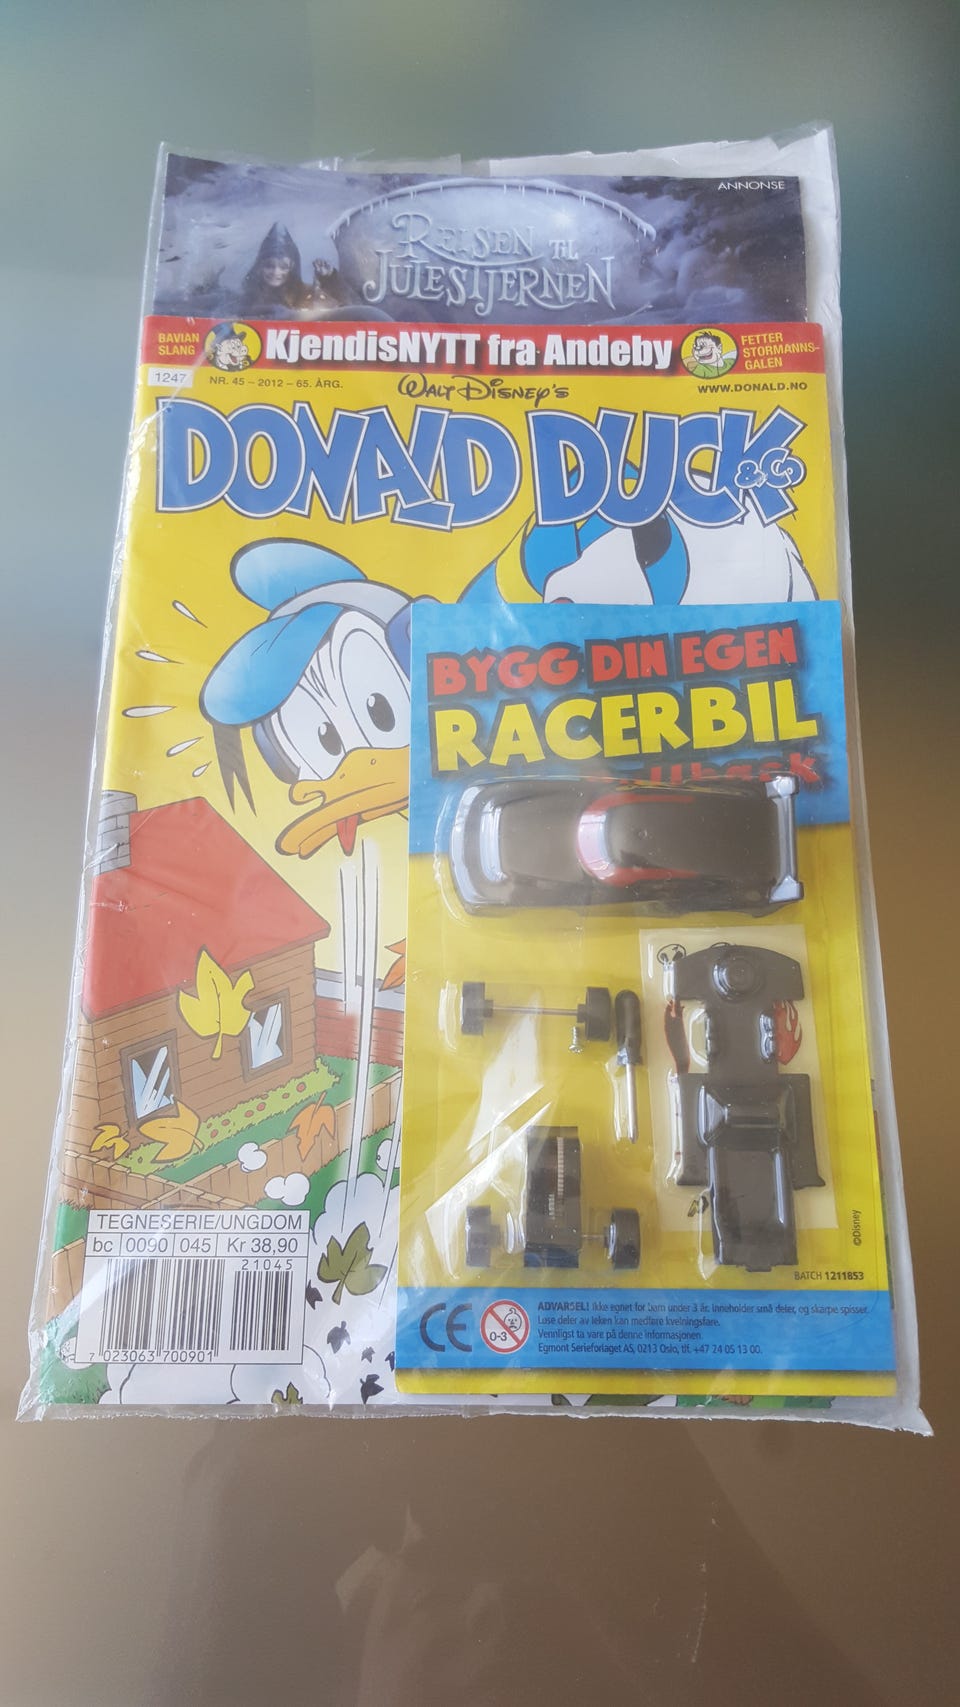 ANNONSE
REISEN TIL
JULESTJERNEN
BAVIAN
SLANG
KjendisNYTT fra Andeby
FETTER
STORMANNS-
GALEN
1247
NR. 45 – 2012 – 65. ÅRG.
WALT DISNEY'S
WWW.DONALD.NO
DONALD DUCK
&CO
BYGG DIN EGEN
RACERBIL
TEGNESERIE/UNGDOM
bc 0090 045 Kr 38,90
21045
7 023063 700901
©Disney
BATCH 1211853
CE
0-3
ADVARSEL! Ikke egnet for barn under 3 år. Inneholder små deler, og skarpe spisser.
Løse deler av leken kan medføre kvelningsfare.
Vennligst ta vare på denne informasjonen.
Egmont Serieforlaget AS, 0213 Oslo, tlf. +47 24 05 13 00.